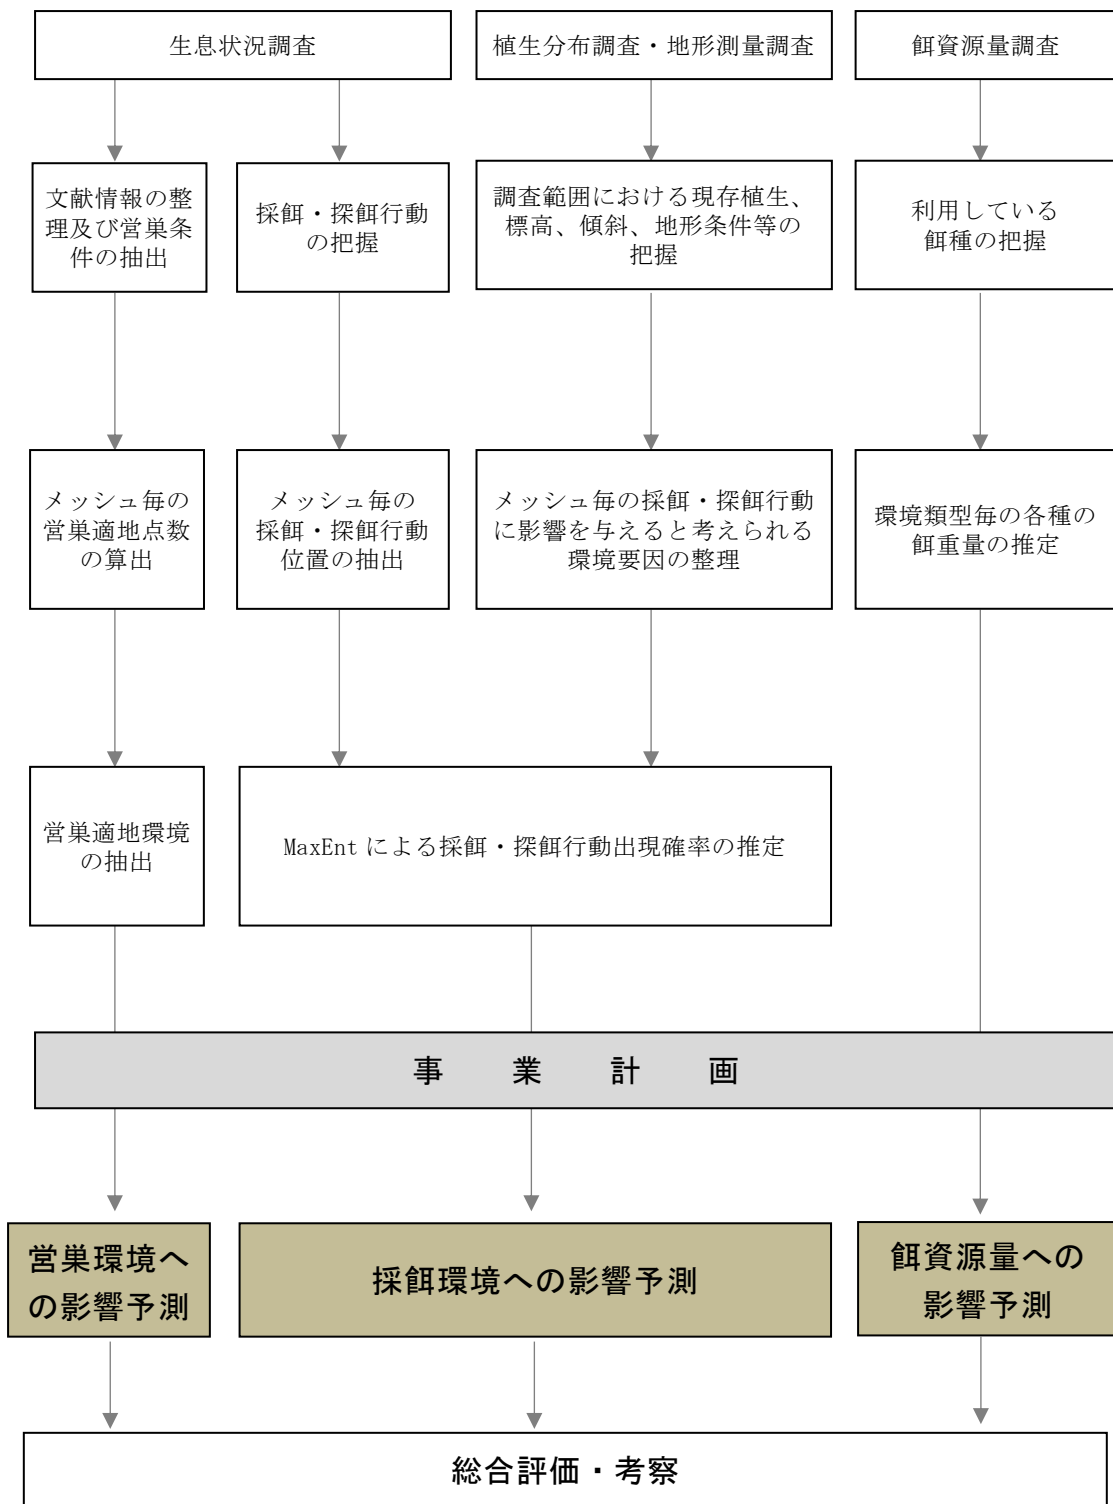 生息状況調査
植生分布調査・地形測量調査
餌資源量調査
文献情報の整
理及び営巣条
件の抽出
採餌・探餌行動
の把握
調査範囲における現存植生、
標高、傾斜、地形条件等の
把握
利用している
餌種の把握
メッシュ毎の
営巣適地点数
の算出
メッシュ毎の
採餌・探餌行動
位置の抽出
メッシュ毎の採餌・探餌行動
に影響を与えると考えられる
環境要因の整理
環境類型毎の各種の
餌重量の推定
営巣適地環境
の抽出
MaxEnt による採餌・探餌行動出現確率の推定
事業計画
営巣環境へ
の影響予測
採餌環境への影響予測
餌資源量への
影響予測
総合評価・考察